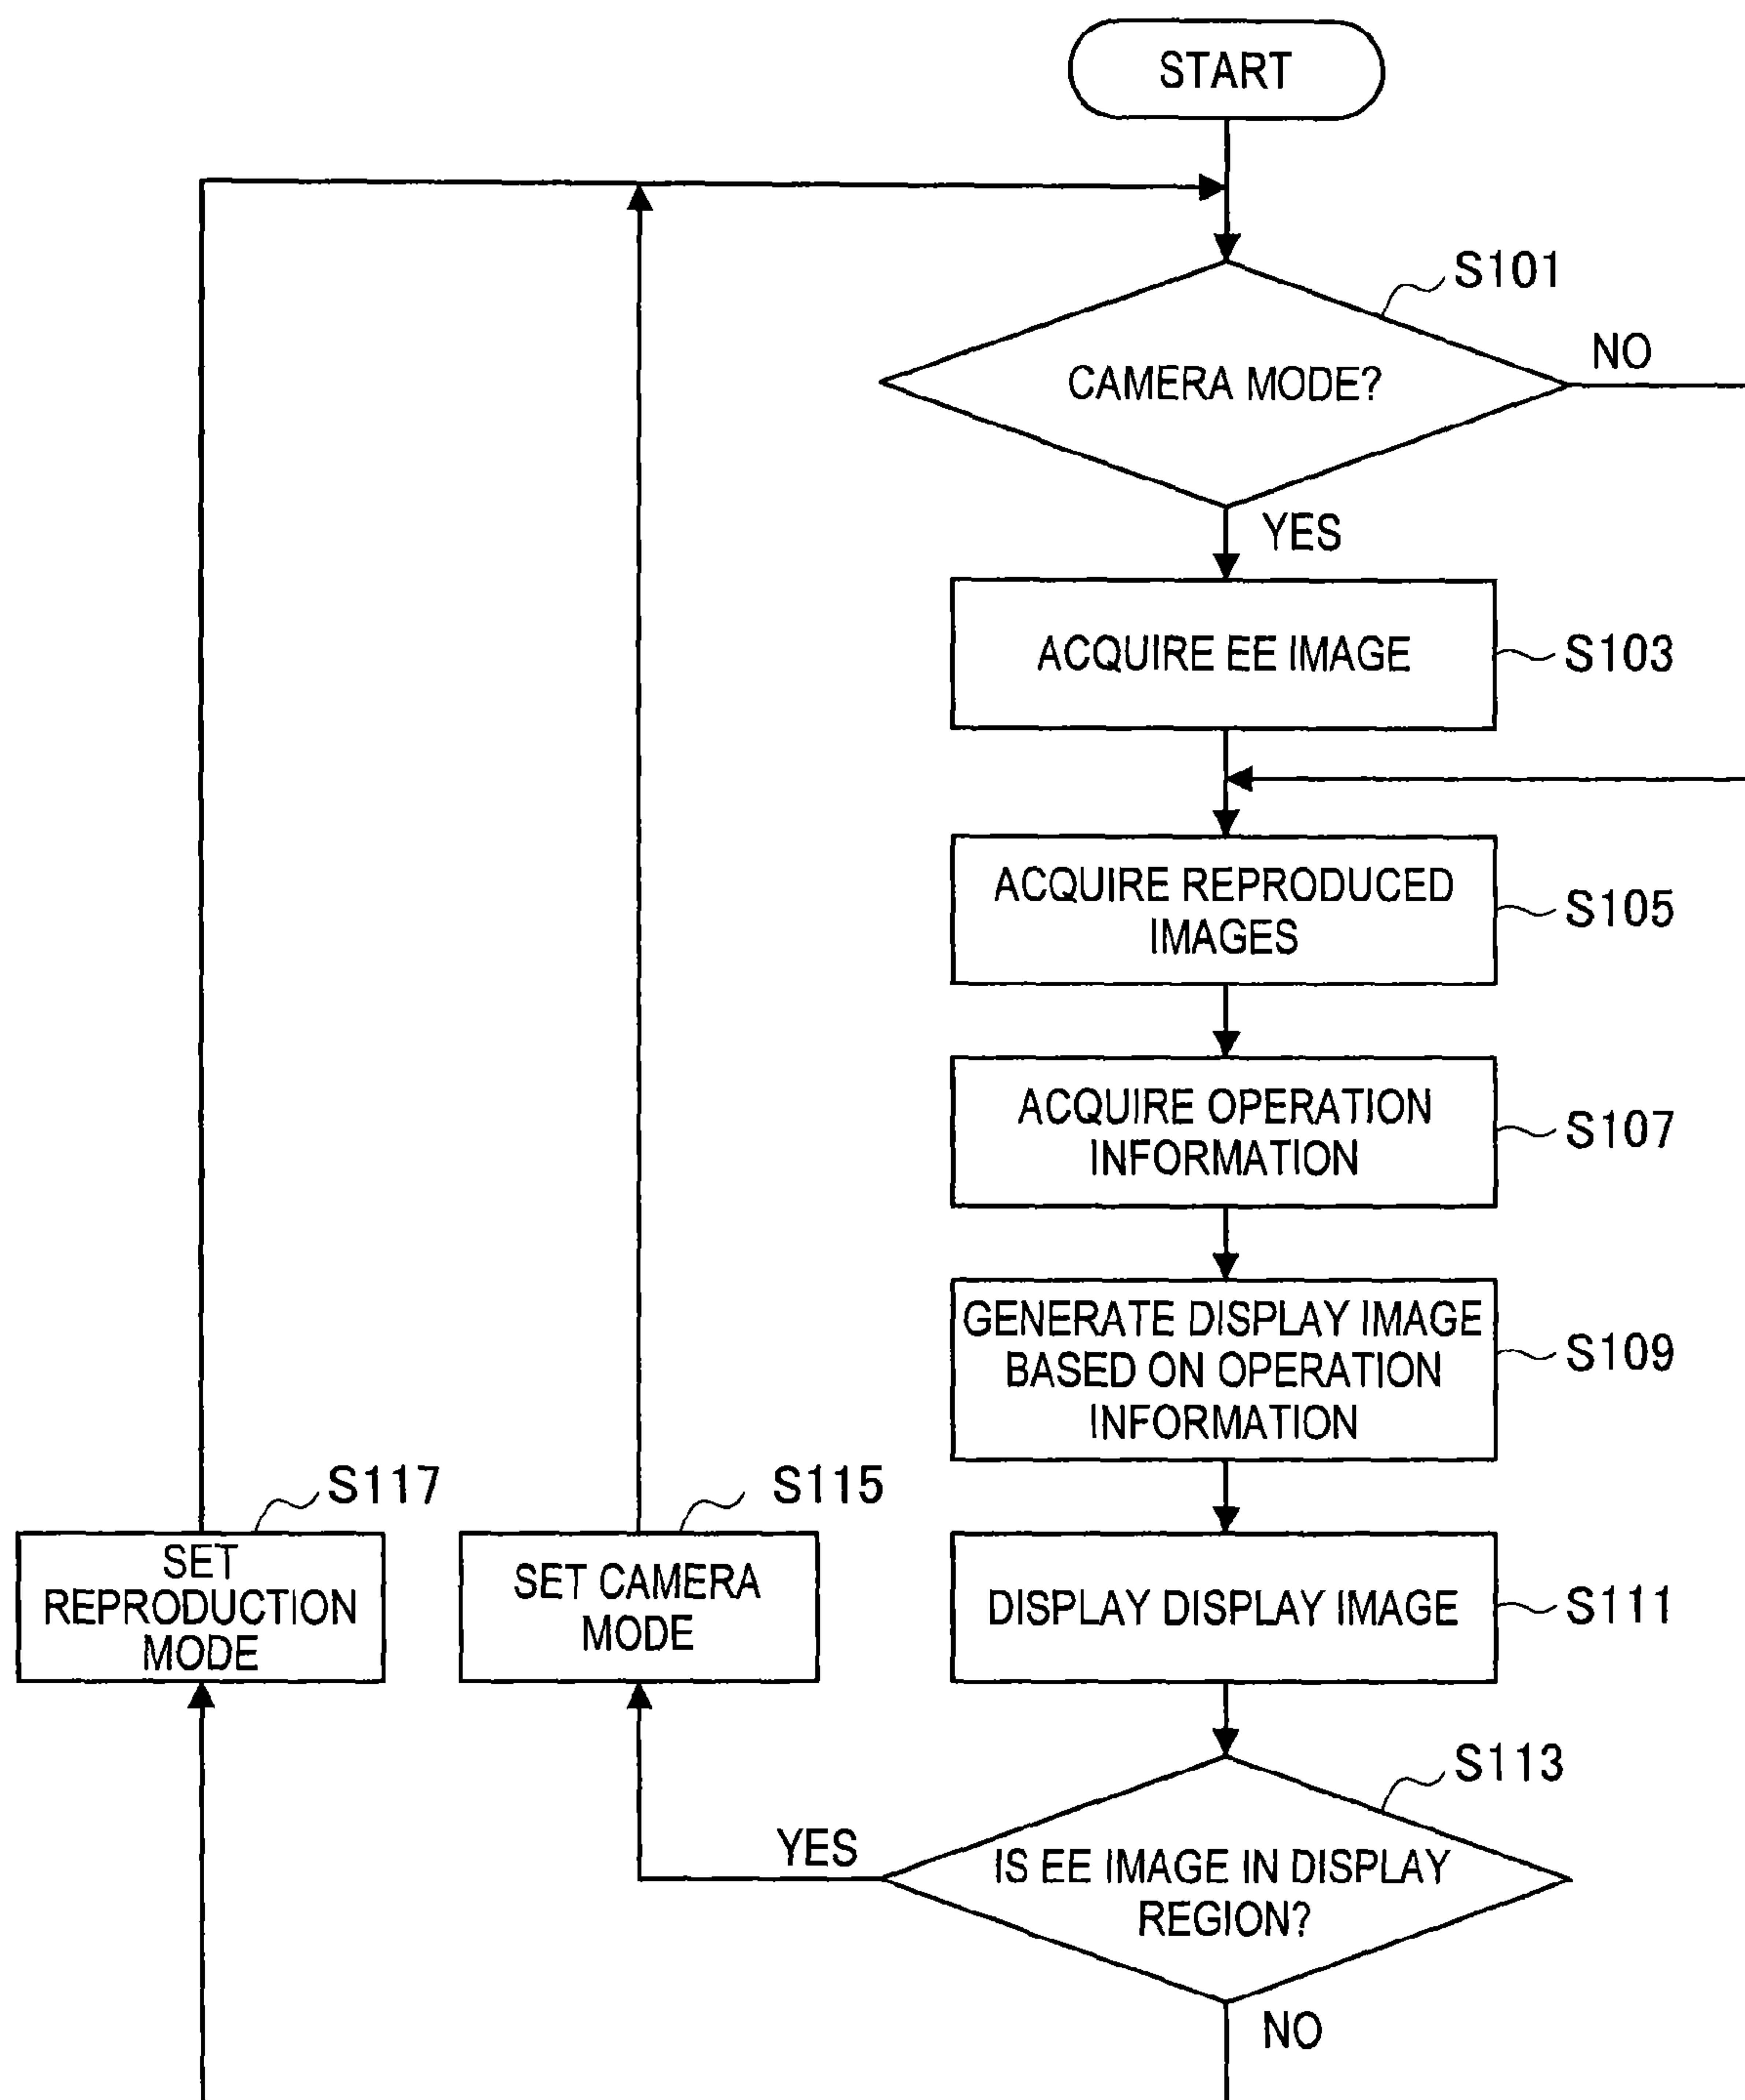 START
S101
CAMERA MODE?
NO
YES
ACQUIRE EE IMAGE
S103
ACQUIRE REPRODUCED
IMAGES
S105
ACQUIRE OPERATION
INFORMATION
S107
GENERATE DISPLAY IMAGE
BASED ON OPERATION
INFORMATION
S109
S117
SET
REPRODUCTION
MODE
S115
SET CAMERA
MODE
DISPLAY DISPLAY IMAGE
S111
S113
YES
IS EE IMAGE IN DISPLAY
REGION?
NO